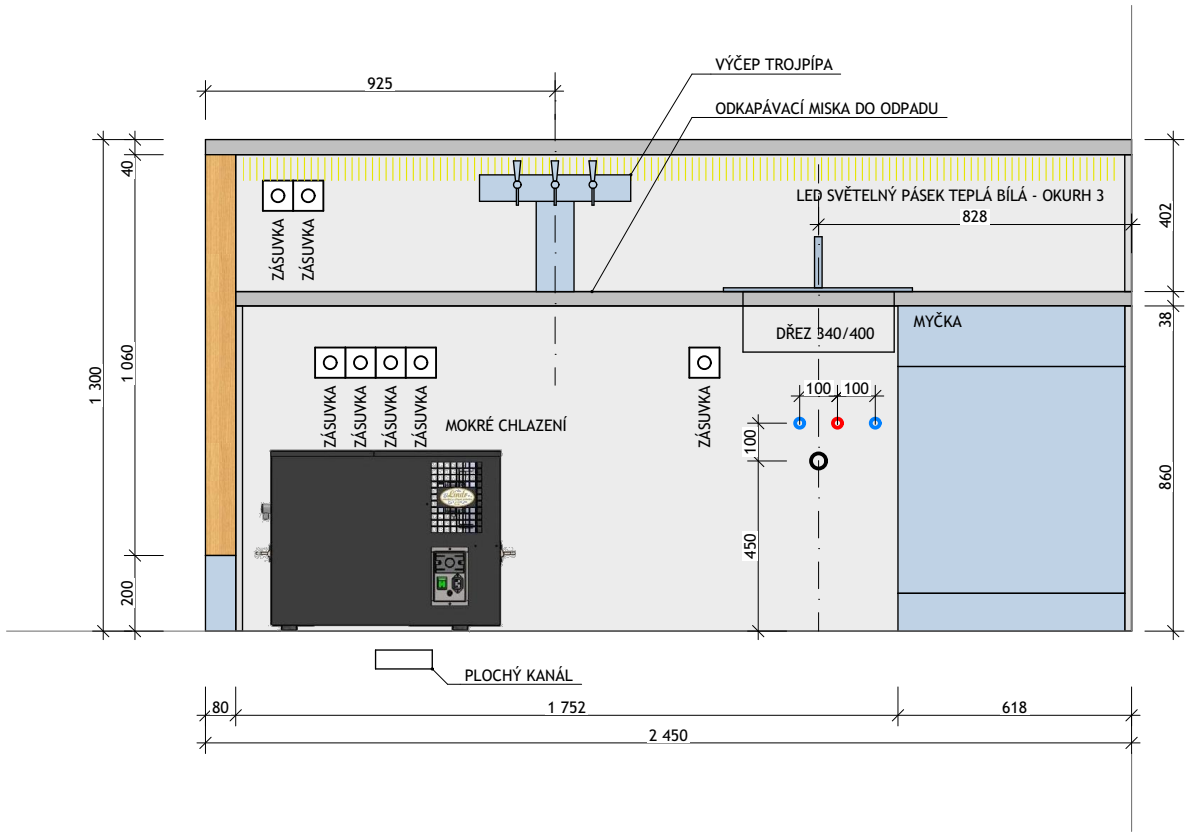 VÝČEP TROJPÍPA
925
ODKAPÁVACÍ MISKA DO ODPADU
40
LED SVĚTELNÝ PÁSEK TEPLÁ BÍLÁ - OKURH 3
828
402
ZÁSUVKA
ZÁSUVKA
38
MYČKA
DŘEZ 340/400
1 300
1 060
100
100
ZÁSUVKA
ZÁSUVKA
ZÁSUVKA
ZÁSUVKA
MOKRÉ CHLAZENÍ
ZÁSUVKA
100
860
450
200
PLOCHÝ KANÁL
80
1 752
618
2 450